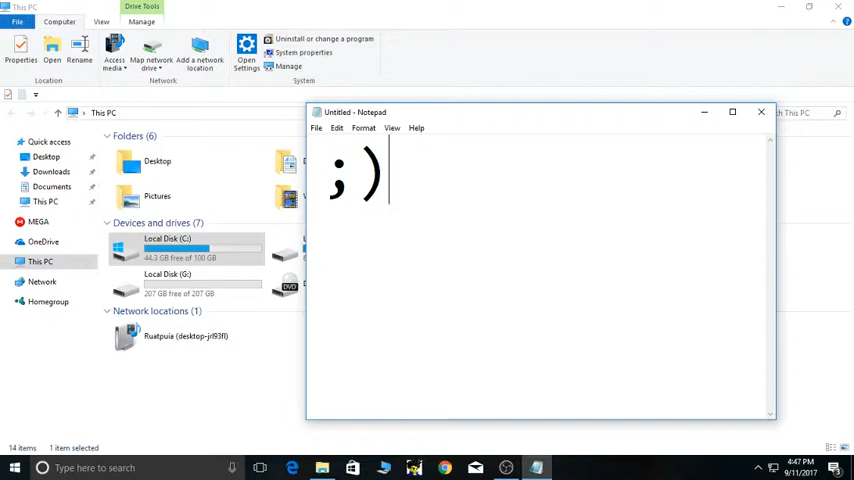 This PC
Drive Tools
File
Computer
View
Manage
Properties
Open
Rename
Access media
Map network drive
Add a network location
Open Settings
Uninstall or change a program
System properties
Manage
Location
Network
System
This PC
ch This PC
Quick access
Desktop
Downloads
Documents
This PC
MEGA
OneDrive
This PC
Network
Homegroup
Folders (6)
Desktop
Pictures
Devices and drives (7)
Local Disk (C:)
44.3 GB free of 100 GB
Local Disk (G:)
207 GB free of 207 GB
DVD
Network locations (1)
Ruatpuia (desktop-jrl93fl)
Untitled - Notepad
File Edit Format View Help
;)
14 items 1 item selected
Type here to search
4:47 PM
9/11/2017
3